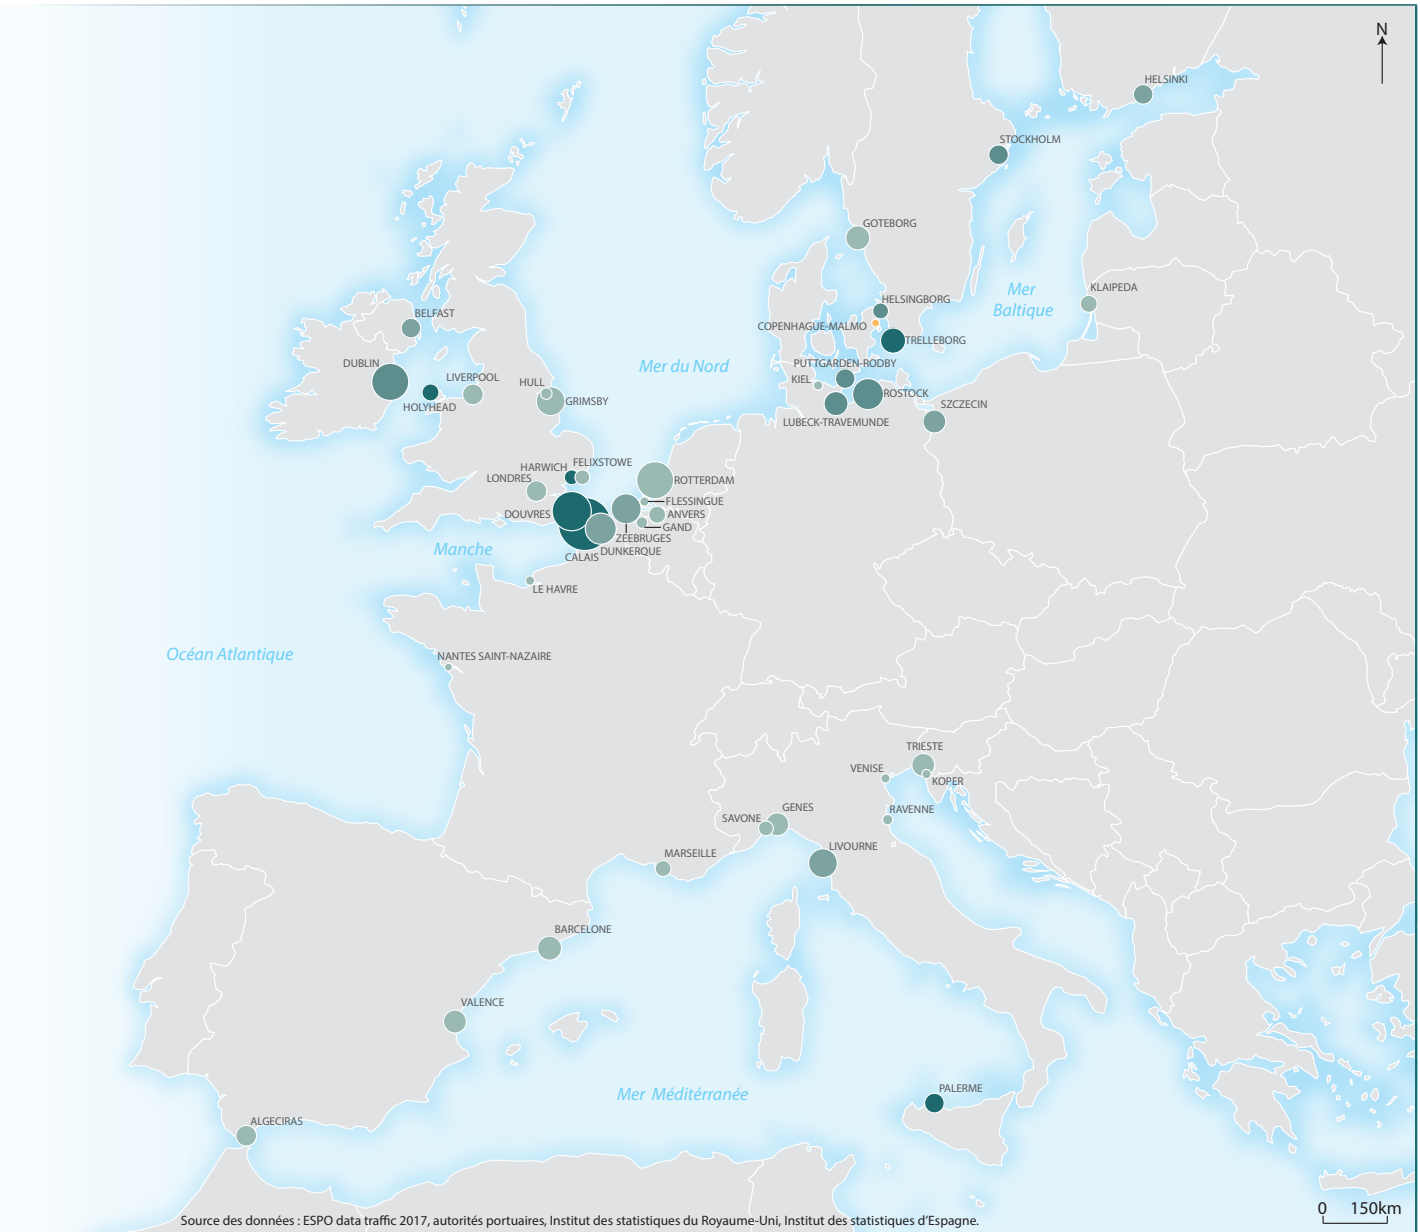 N
HELSINKI
STOCKHOLM
GOTEBORG
Mer
Baltique
KLAIPEDA
HELSINGBORG
COPENHAGUE-MALMO
TRELLEBORG
BELFAST
DUBLIN
Mer du Nord
PUTTGARDEN-RODBY
KIEL
ROSTOCK
LIVERPOOL
HULL
HOLYHEAD
GRIMSBY
SZCZECIN
LUBECK-TRAVEMUNDE
HARWICH
FELIXSTOWE
LONDRES
ROTTERDAM
FLESSINGUE
DOUVRES
ANVERS
GAND
ZEEBRUGES
Manche
DUNKERQUE
CALAIS
LE HAVRE
Océan Atlantique
NANTES SAINT-NAZAIRE
TRIESTE
VENISE
KOPER
GENES
RAVENNE
SAVONE
LIVOURNE
MARSEILLE
BARCELONE
VALENCE
Mer Méditérranée
PALERME
ALGECIRAS
0 150km
Source des données : ESPO data traffic 2017, autorités portuaires, Institut des statistiques du Royaume-Uni, Institut des statistiques d'Espagne.